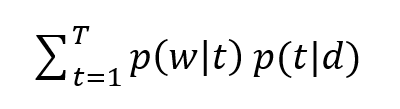 ∑_{t=1}^{T} p(w|t) p(t|d)